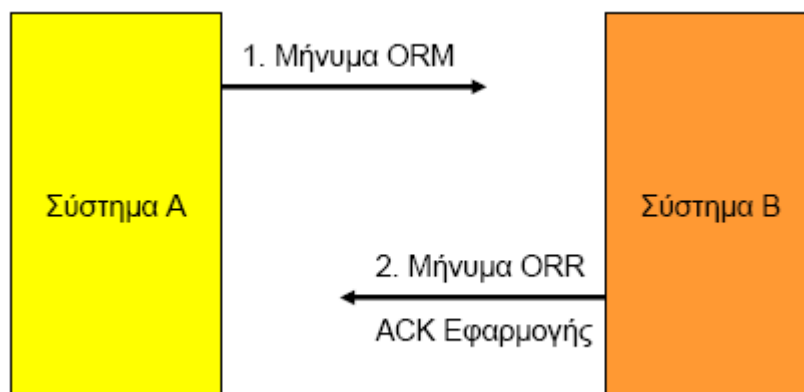 1. Μήνυμα ORM
Σύστημα Α
Σύστημα Β
2. Μήνυμα ORR
ACK Εφαρμογής